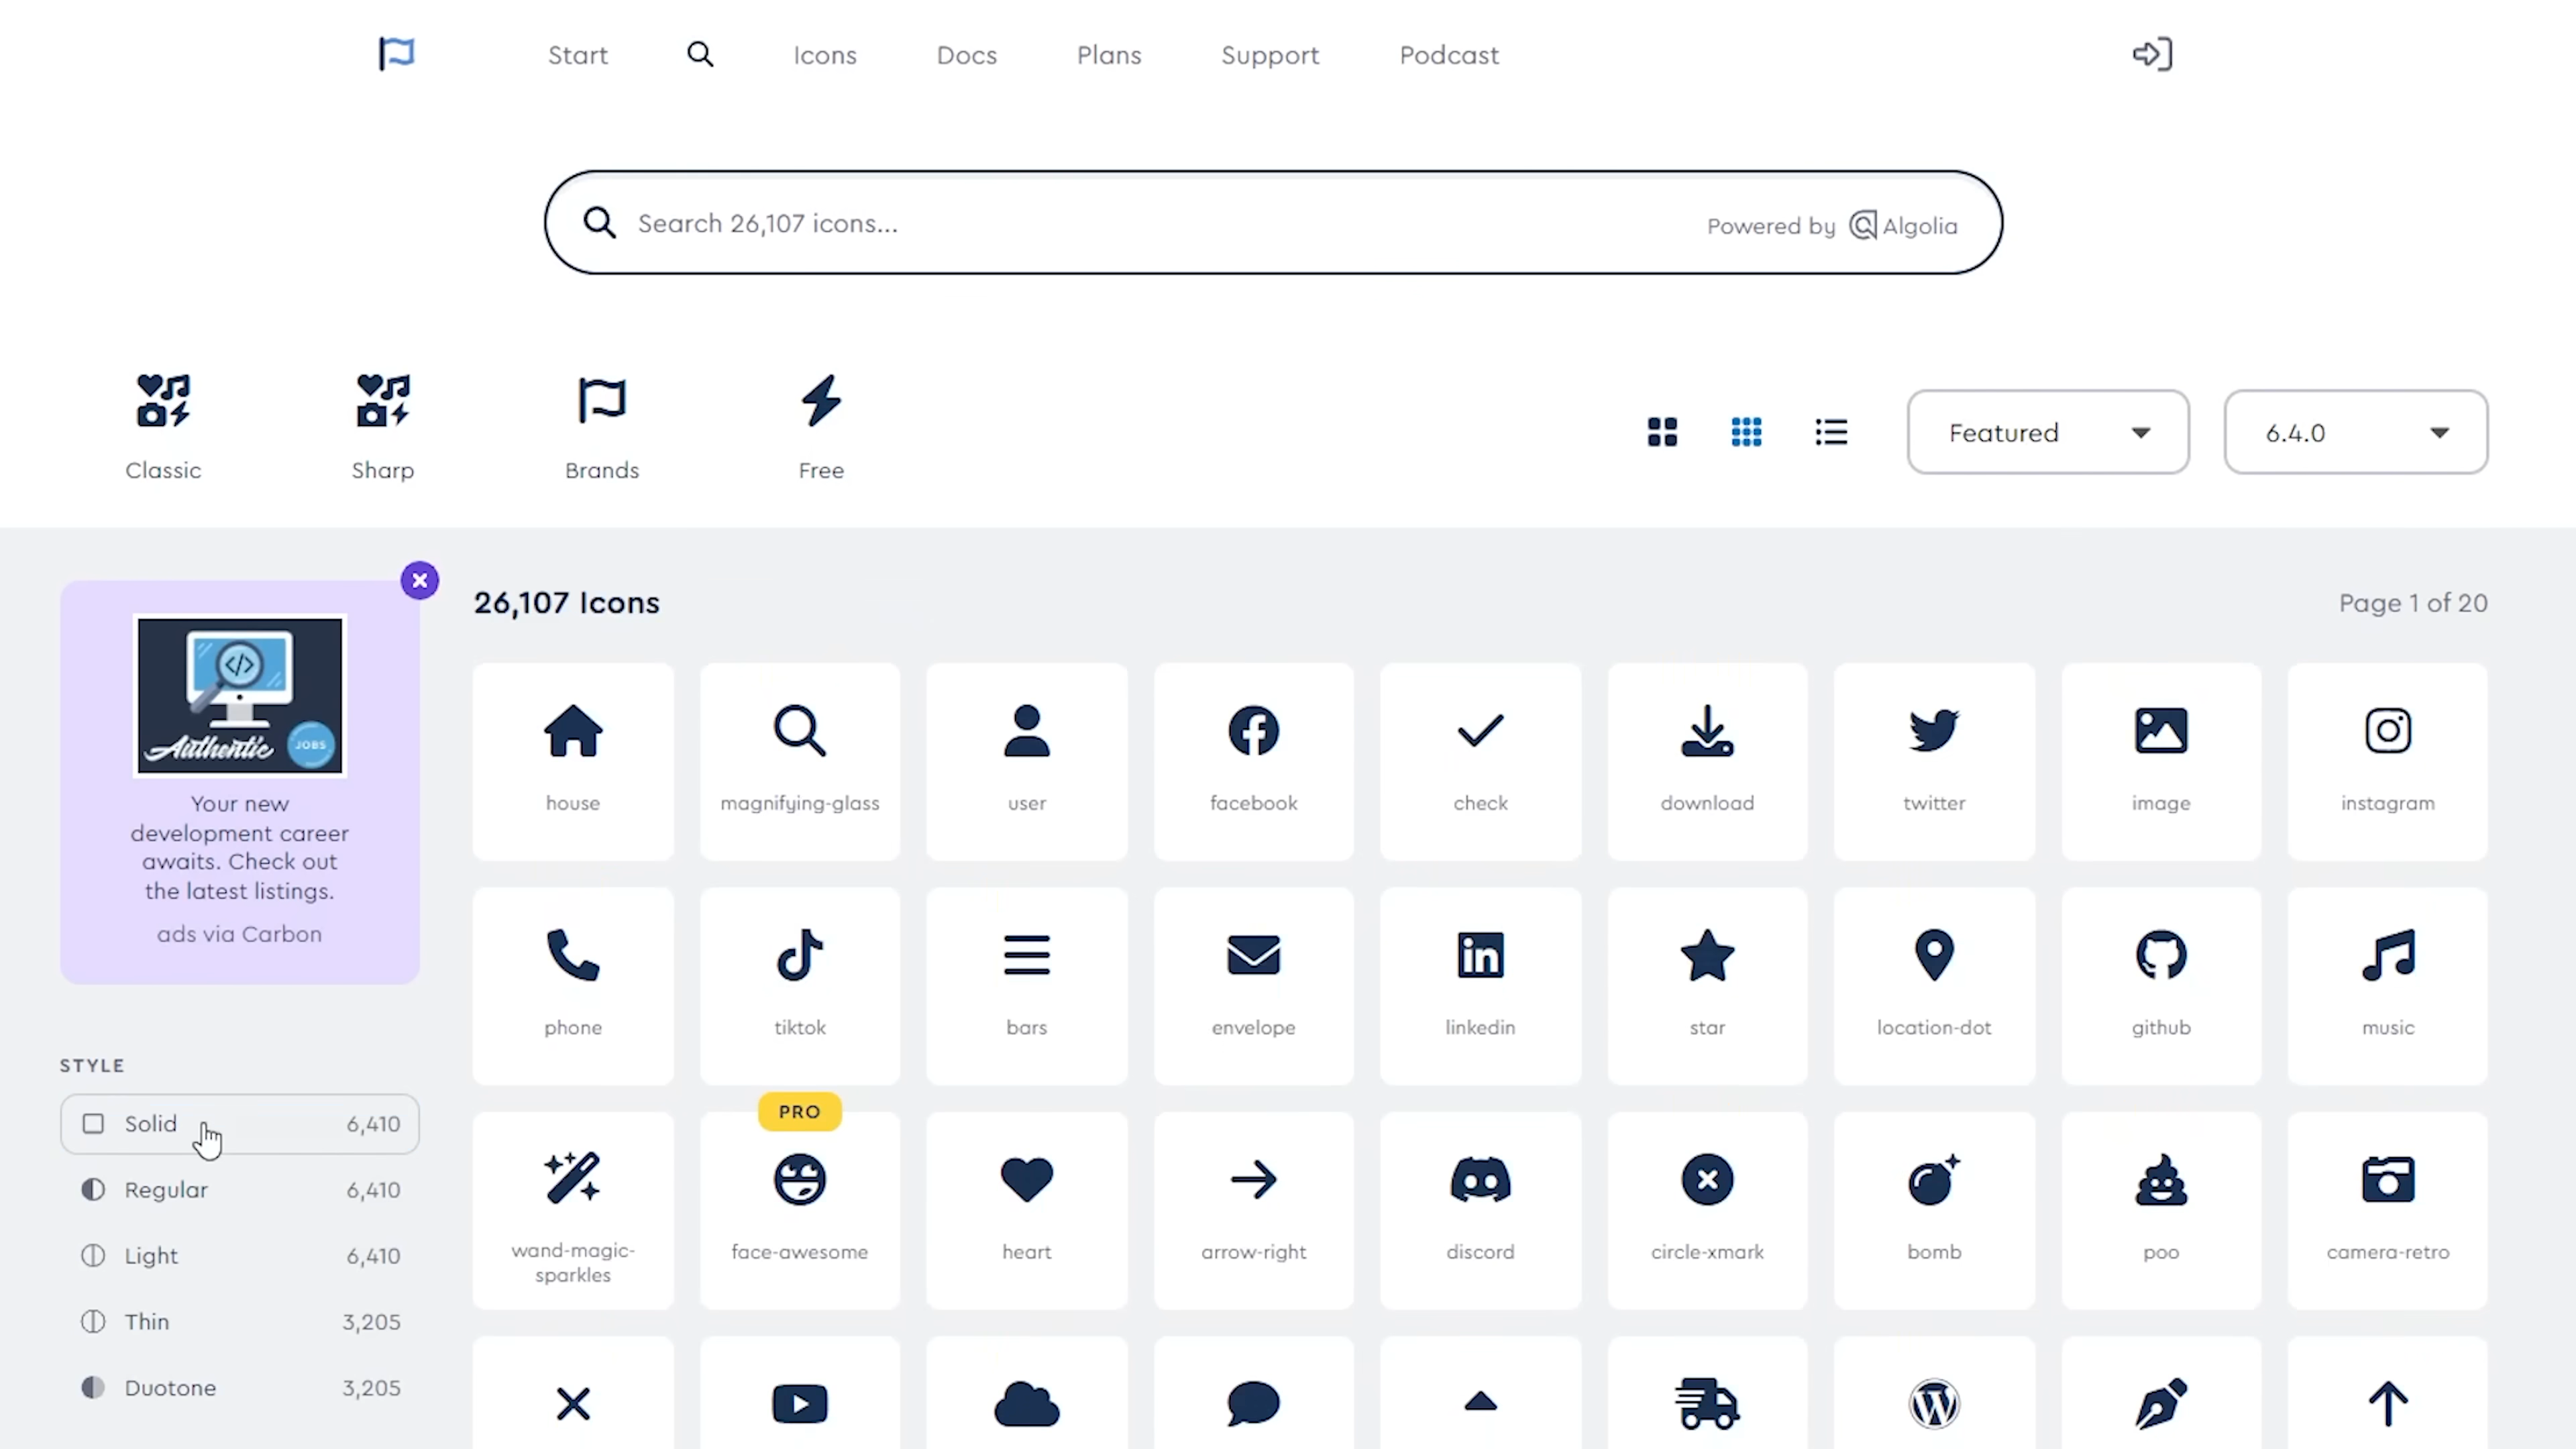 Start
Icons
Docs
Plans
Support
Podcast
Search 26,107 icons...
Powered by Algolia
Classic
Sharp
Brands
Free
Featured
6.4.0
Authentic
JOBS
Your new
development career
awaits. Check out
the latest listings.
ads via Carbon
STYLE
Solid 6,410
Regular 6,410
Light 6,410
Thin 3,205
Duotone 3,205
26,107 Icons
Page 1 of 20
house
magnifying-glass
user
facebook
check
download
twitter
image
instagram
phone
tiktok
bars
envelope
linkedin
star
location-dot
github
music
PRO
wand-magic-
sparkles
face-awesome
heart
arrow-right
discord
circle-xmark
bomb
poo
camera-retro